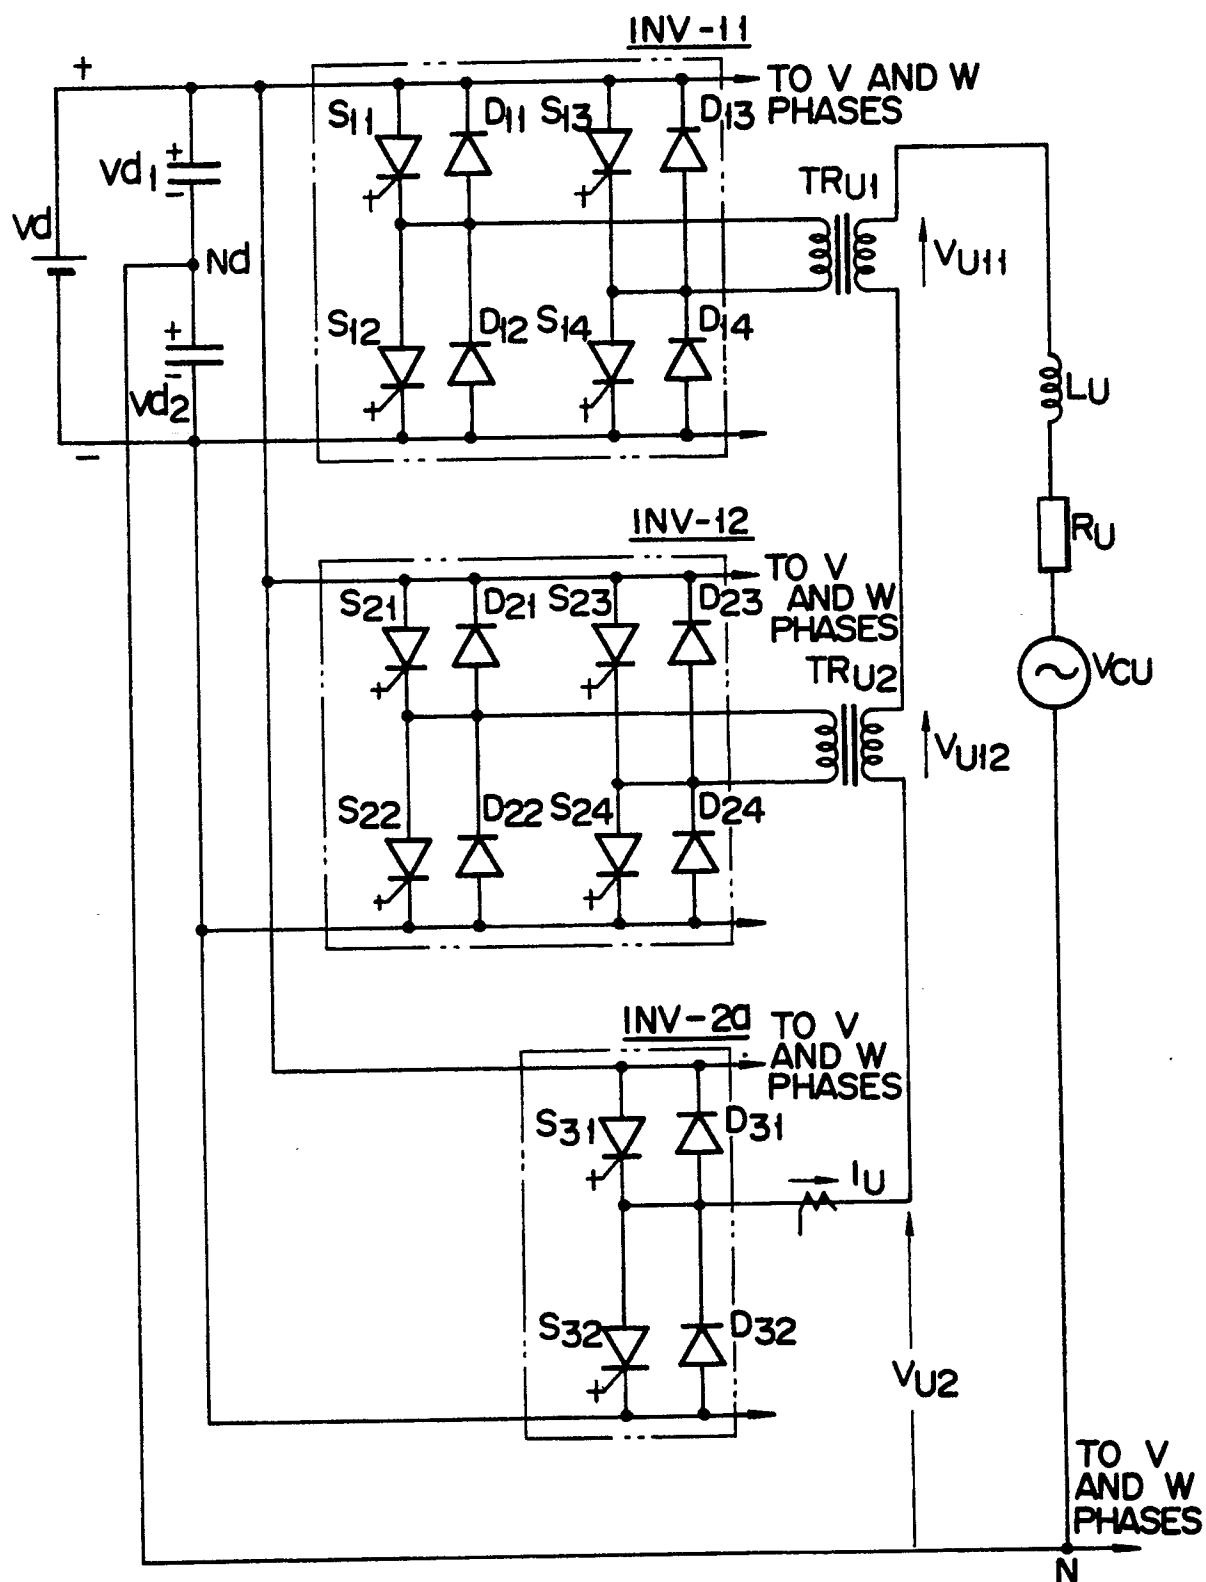 INV-11
+
TO V AND W
PHASES
S11
D11
S13
D13
+
Vd1
-
+
+
TRU1
Vd
Nd
VU11
S12
D12
S14
D14
+
-
Vd2
+
+
LU
-
INV-12
RU
TO V
AND W
PHASES
S21
D21
S23
D23
+
+
TRU2
VCU
VU12
S22
D22
S24
D24
+
+
INV-2a
TO V
AND W
PHASES
S31
D31
+
IU
S32
D32
+
VU2
TO V
AND W
PHASES
N